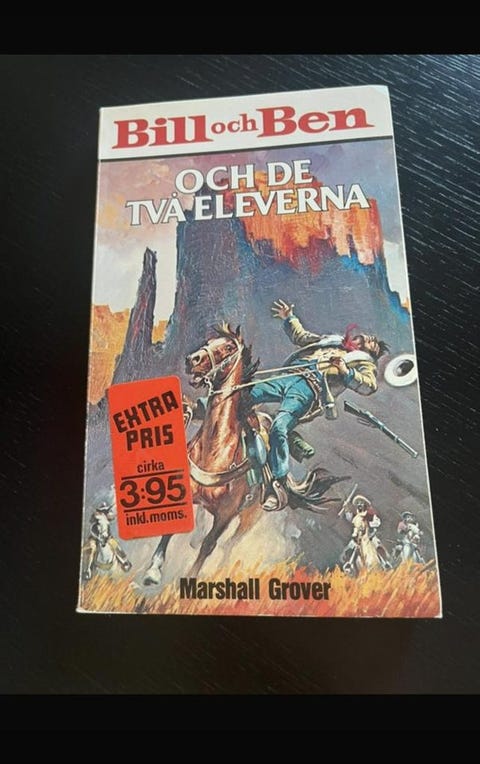 Bill och Ben
OCH DE
TVÅ ELEVERNA
EXTRA
PRIS
cirka
3:95
inkl. moms.
Marshall Grover